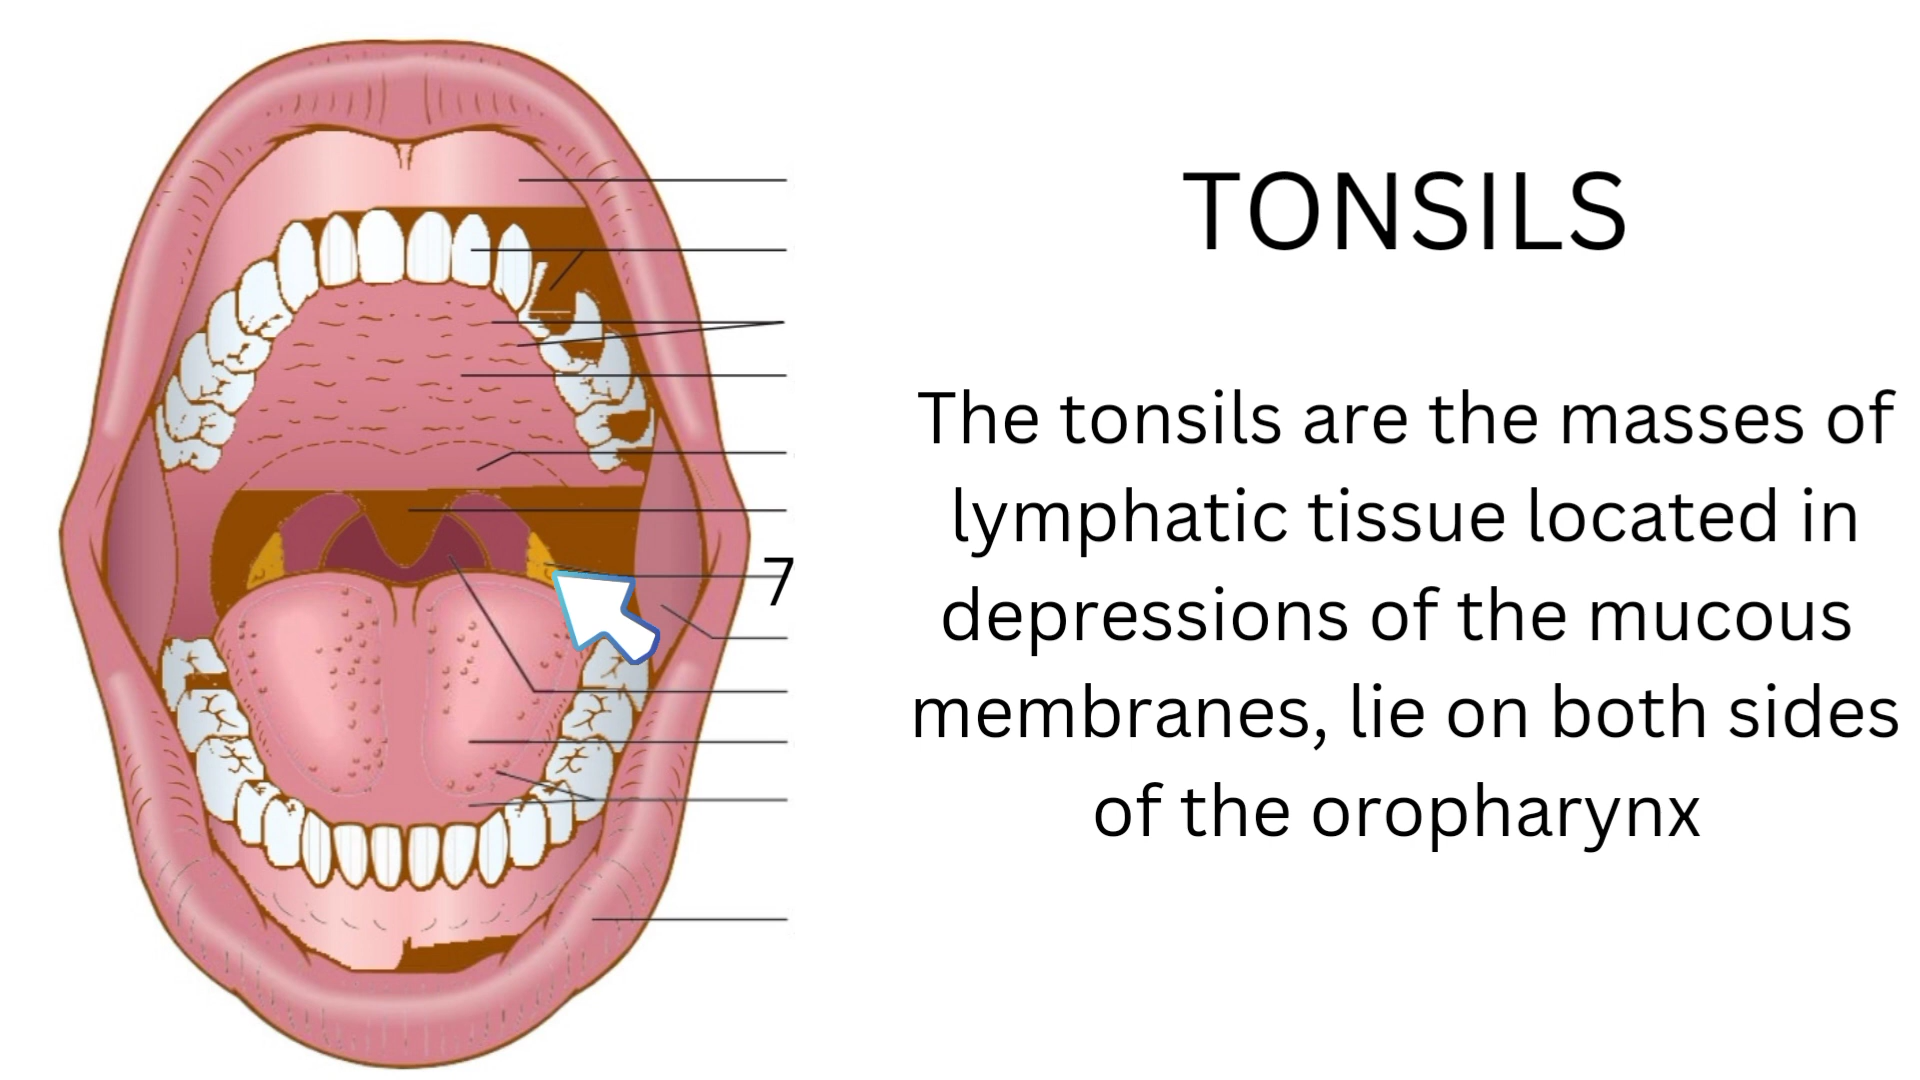 TONSILS
The tonsils are the masses of
lymphatic tissue located in
depressions of the mucous
membranes, lie on both sides
of the oropharynx
7